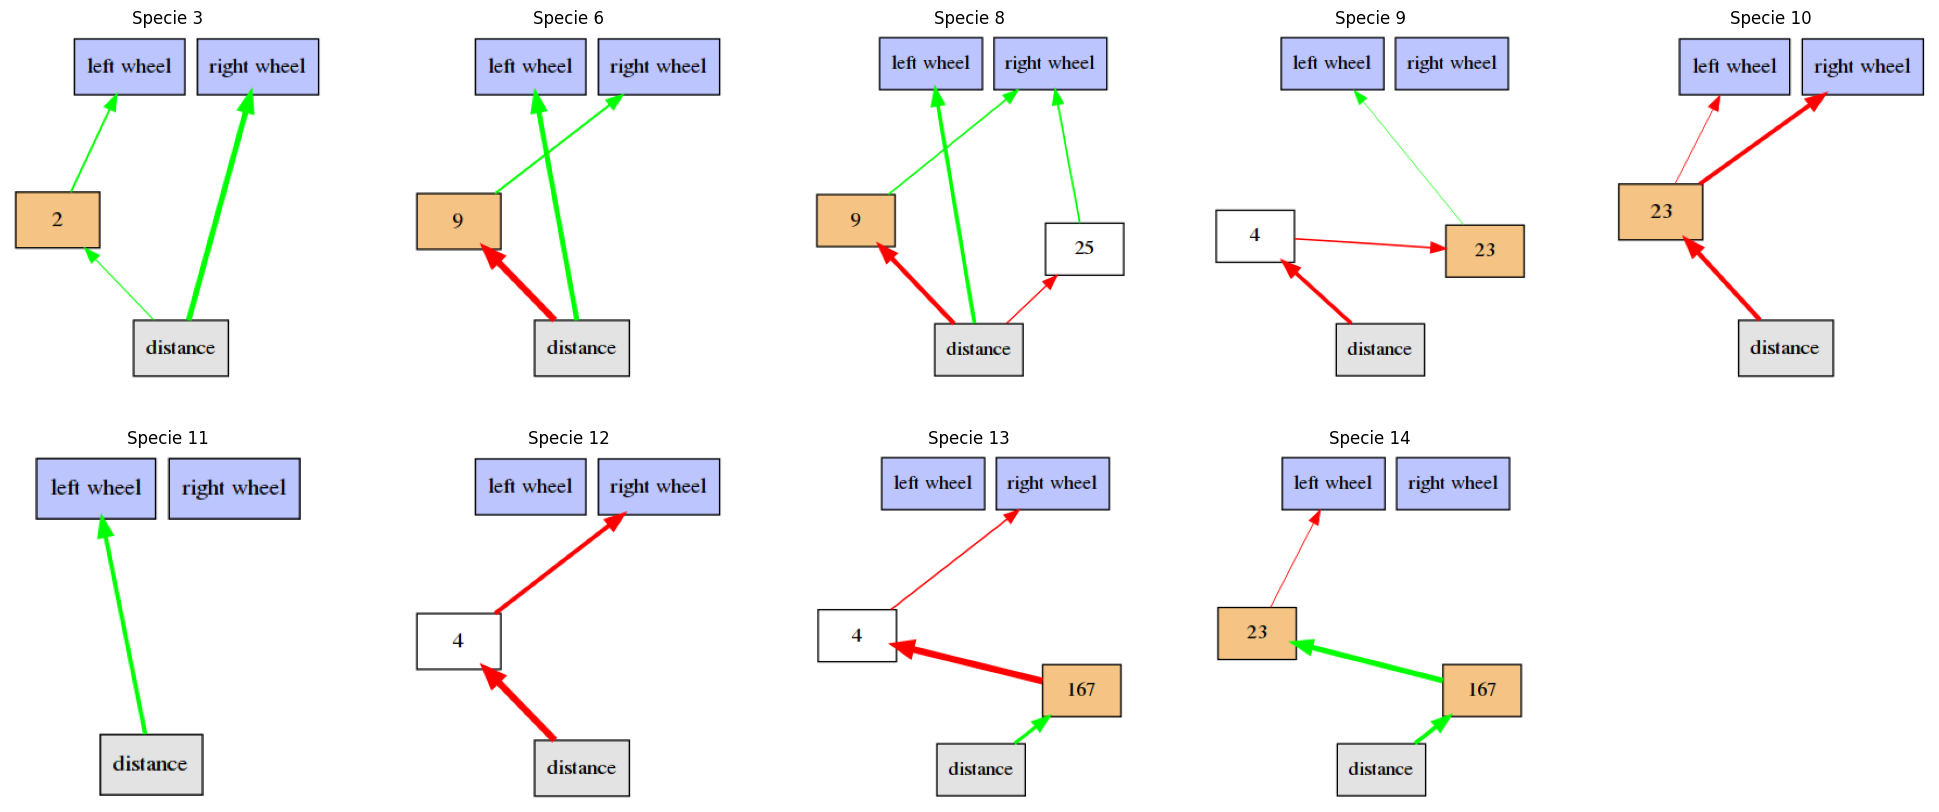 Specie 3
left wheel
right wheel
2
distance
Specie 6
left wheel
right wheel
9
distance
Specie 8
left wheel
right wheel
9
25
distance
Specie 9
left wheel
right wheel
4
23
distance
Specie 10
left wheel
right wheel
23
distance
Specie 11
left wheel
right wheel
distance
Specie 12
left wheel
right wheel
4
distance
Specie 13
left wheel
right wheel
4
167
distance
Specie 14
left wheel
right wheel
23
167
distance